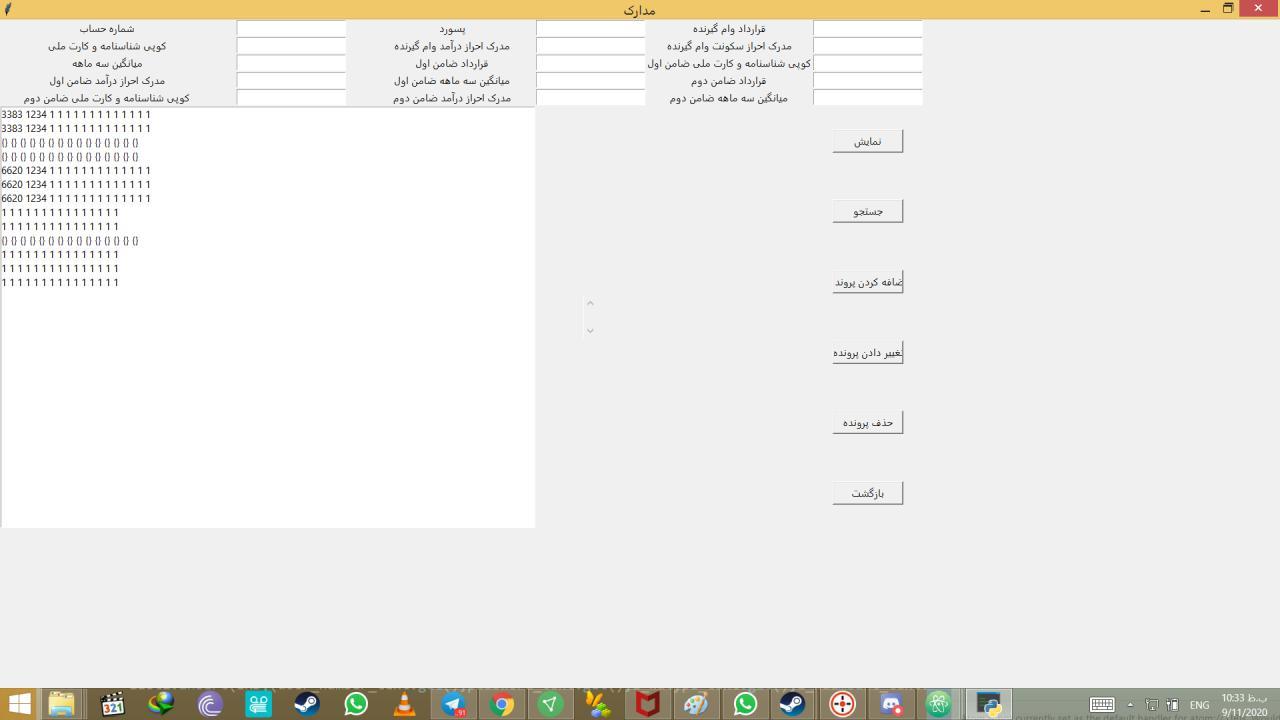 مدارک
شماره حساب
پسورد
قرارداد وام گیرنده
کوپی شناسنامه و کارت ملی
مدرک احراز درآمد وام گیرنده
مدرک احراز سکونت وام گیرنده
میانگین سه ماهه
قرارداد ضامن اول
کوپی شناسنامه و کارت ملی ضامن اول
مدرک احراز درآمد ضامن اول
میانگین سه ماهه ضامن اول
قرارداد ضامن دوم
کوپی شناسنامه و کارت ملی ضامن دوم
مدرک احراز درآمد ضامن دوم
میانگین سه ماهه ضامن دوم
3383 1234 1 1 1 1 1 1 1 1 1 1 1 1 1
3383 1234 1 1 1 1 1 1 1 1 1 1 1 1 1
{} {} {} {} {} {} {} {} {} {} {} {} {} {} {}
{} {} {} {} {} {} {} {} {} {} {} {} {} {} {}
6620 1234 1 1 1 1 1 1 1 1 1 1 1 1 1
6620 1234 1 1 1 1 1 1 1 1 1 1 1 1 1
6620 1234 1 1 1 1 1 1 1 1 1 1 1 1 1
1 1 1 1 1 1 1 1 1 1 1 1 1 1 1
1 1 1 1 1 1 1 1 1 1 1 1 1 1 1
{} {} {} {} {} {} {} {} {} {} {} {} {} {} {}
1 1 1 1 1 1 1 1 1 1 1 1 1 1 1
1 1 1 1 1 1 1 1 1 1 1 1 1 1 1
1 1 1 1 1 1 1 1 1 1 1 1 1 1 1
نمایش
جستجو
ضافه کردن پروند
غییر دادن پرونده
حذف پرونده
بازگشت
321
91
ENG
10:33 ب.ظ
9/11/2020
currently set as the default handler for atom